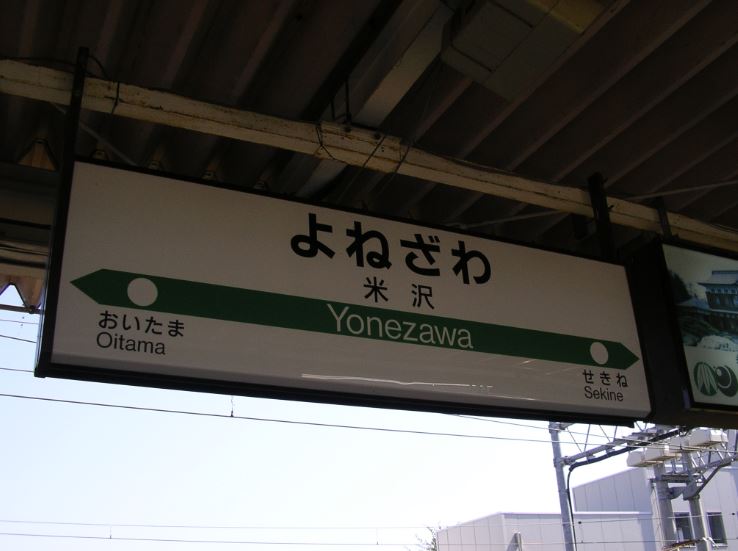 よねざわ
米沢
Yonezawa
おいたま
Oitama
せきね
Sekine